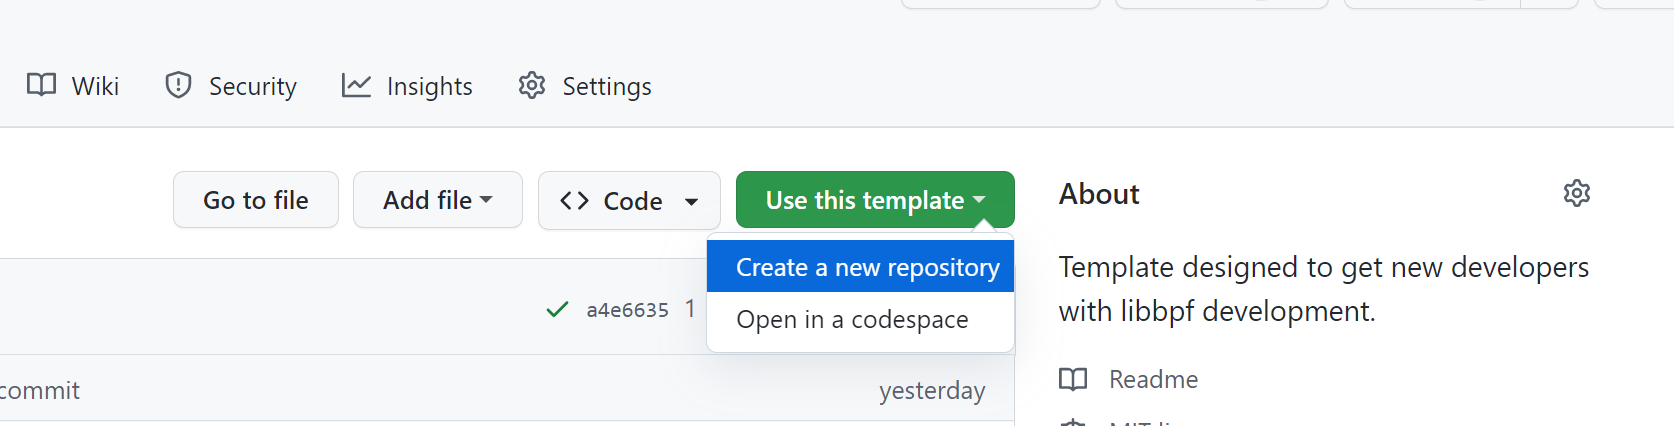 Wiki Security Insights Settings
Go to file Add file Code Use this template
Create a new repository
Open in a codespace
a4e6635 1
commit yesterday
About
Template designed to get new developers
with libbpf development.
Readme